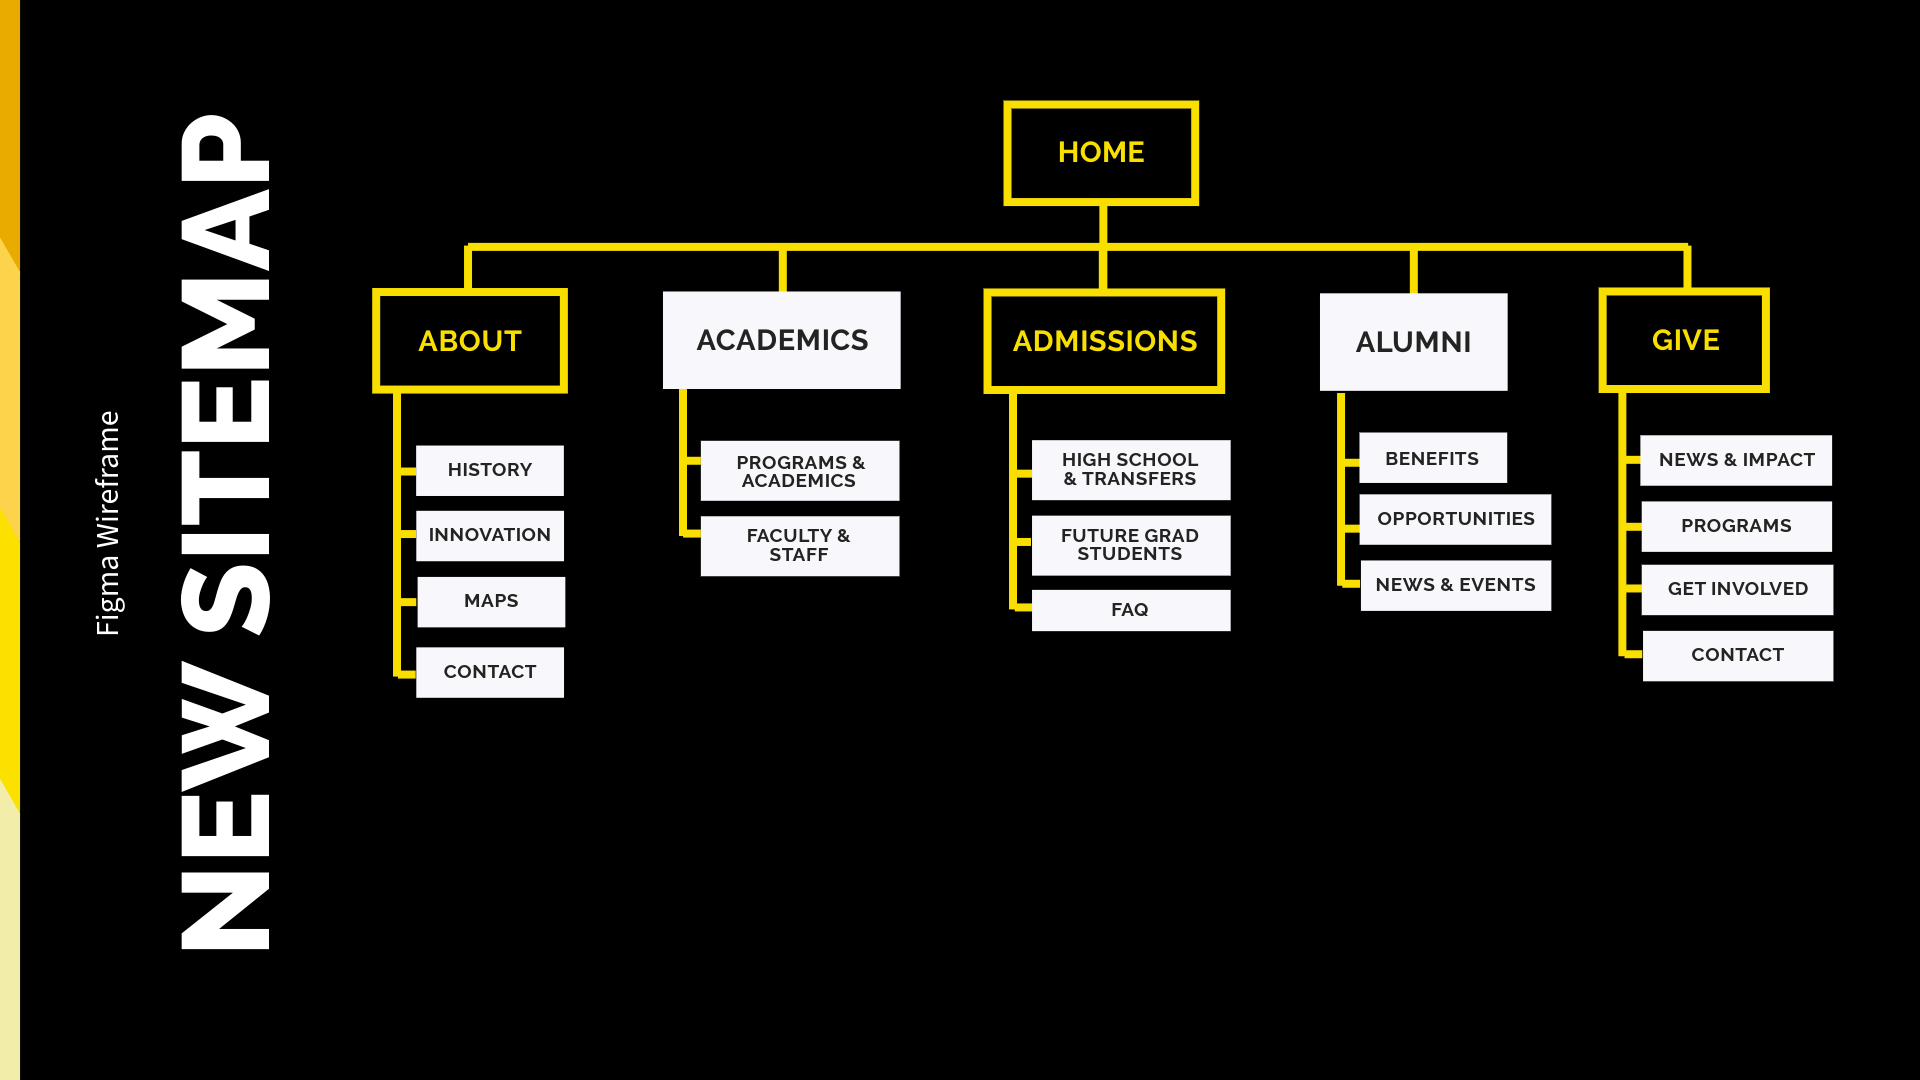 Figma Wireframe
NEW SITEMAP
HOME
ABOUT
HISTORY
INNOVATION
MAPS
CONTACT
ACADEMICS
PROGRAMS &
ACADEMICS
FACULTY &
STAFF
ADMISSIONS
HIGH SCHOOL
& TRANSFERS
FUTURE GRAD
STUDENTS
FAQ
ALUMNI
BENEFITS
OPPORTUNITIES
NEWS & EVENTS
GIVE
NEWS & IMPACT
PROGRAMS
GET INVOLVED
CONTACT